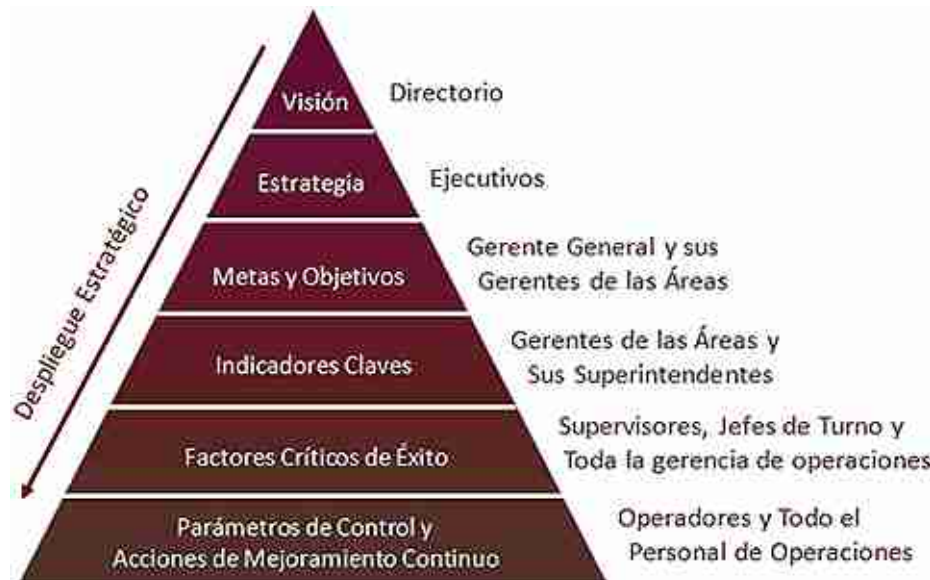 Visión
Directorio
Estrategia
Ejecutivos
Metas y Objetivos
Gerente General y sus
Gerentes de las Áreas
Indicadores Claves
Gerentes de las Áreas y
Sus Superintendentes
Factores Críticos de Éxito
Supervisores, Jefes de Turno y
Toda la gerencia de operaciones
Parámetros de Control y
Acciones de Mejoramiento Continuo
Operadores y Todo el
Personal de Operaciones
Despliegue Estratégico